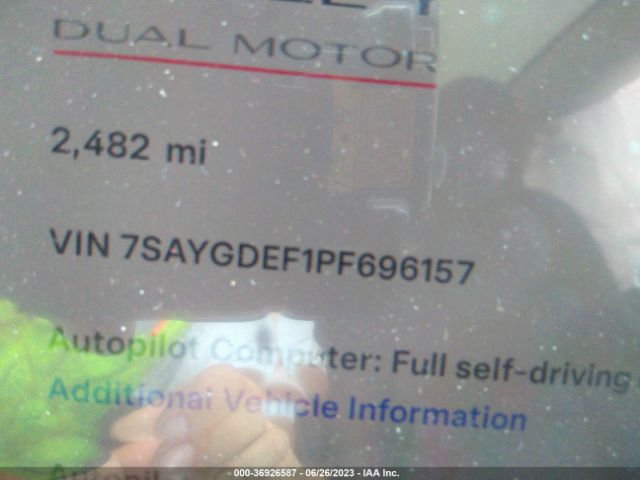 DUAL MOTOR
2,482 mi
VIN 7SAYGDEF1PF696157
Autopilot Computer: Full self-driving
Additional Vehicle Information
000-36926587 - 06/26/2023 - IAA Inc.